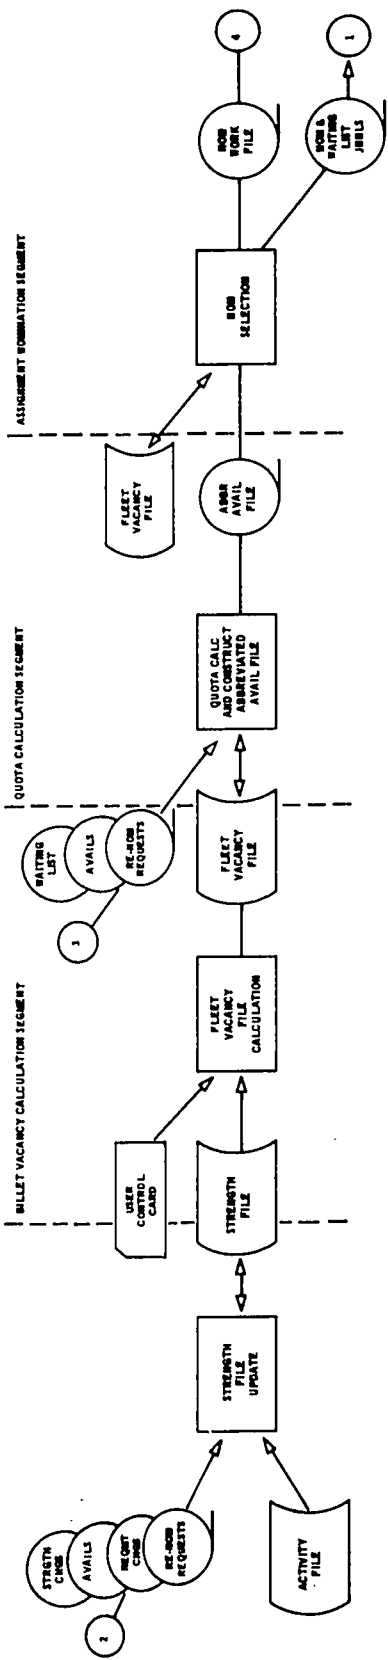 BILLET VACANCY CALCULATION SEGMENT
QUOTA CALCULATION SEGMENT
ASSIGNMENT NOMINATION SEGMENT
2
STRGTH
CHGS
AVAILS
REQMT
CHGS
RE-NOM
REQUESTS
ACTIVITY
FILE
STRENGTH
FILE
UPDATE
USER
CONTROL
CARD
STRENGTH
FILE
FLEET
VACANCY
FILE
CALCULATION
3
WAITING
LIST
AVAILS
RE-NOM
REQUESTS
FLEET
VACANCY
FILE
QUOTA CALC
AND CONSTRUCT
ABBREVIATED
AVAIL FILE
FLEET
VACANCY
FILE
ABBR
AVAIL
FILE
NOM
SELECTION
NOM
WORK
FILE
4
NOM &
WAITING
LIST
JNRLS
1